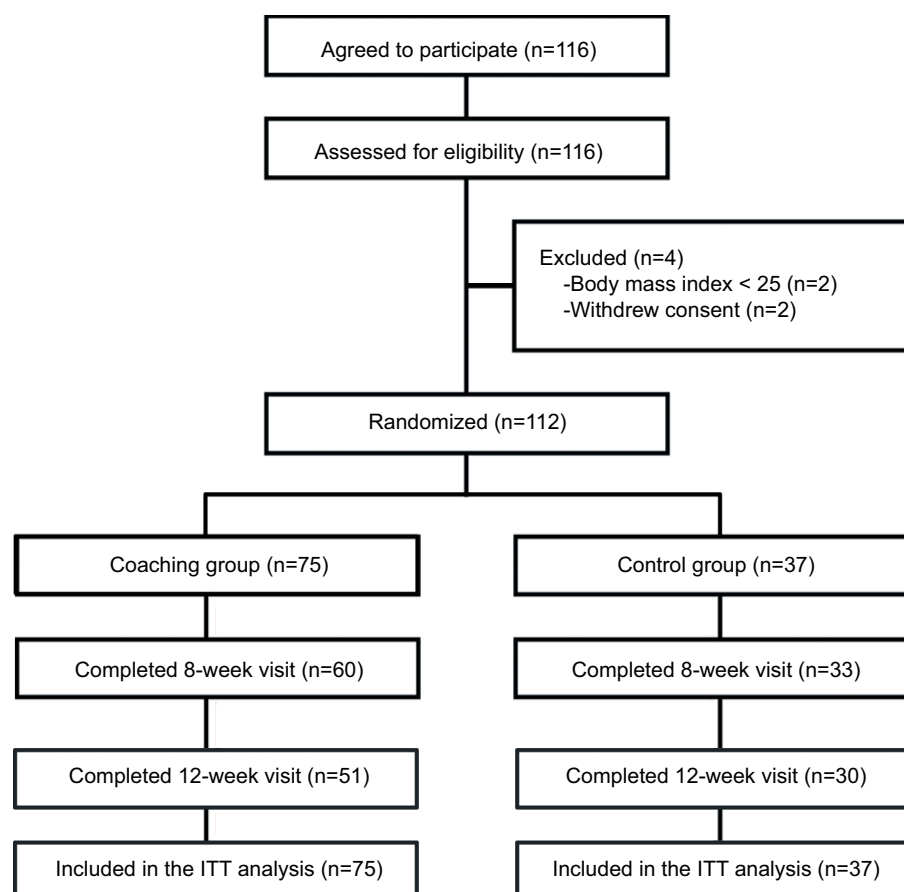 Agreed to participate (n=116)
Assessed for eligibility (n=116)
Excluded (n=4)
-Body mass index < 25 (n=2)
-Withdrew consent (n=2)
Randomized (n=112)
Coaching group (n=75)
Control group (n=37)
Completed 8-week visit (n=60)
Completed 8-week visit (n=33)
Completed 12-week visit (n=51)
Completed 12-week visit (n=30)
Included in the ITT analysis (n=75)
Included in the ITT analysis (n=37)